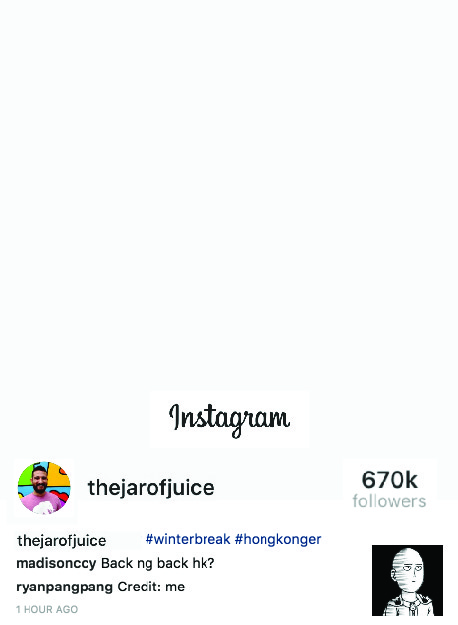 Instagram
thejarofjuice
670k
followers
thejarofjuice #winterbreak #hongkonger
madisonccy Back ng back hk?
ryanpangpang Crecit: me
1 HOUR AGO